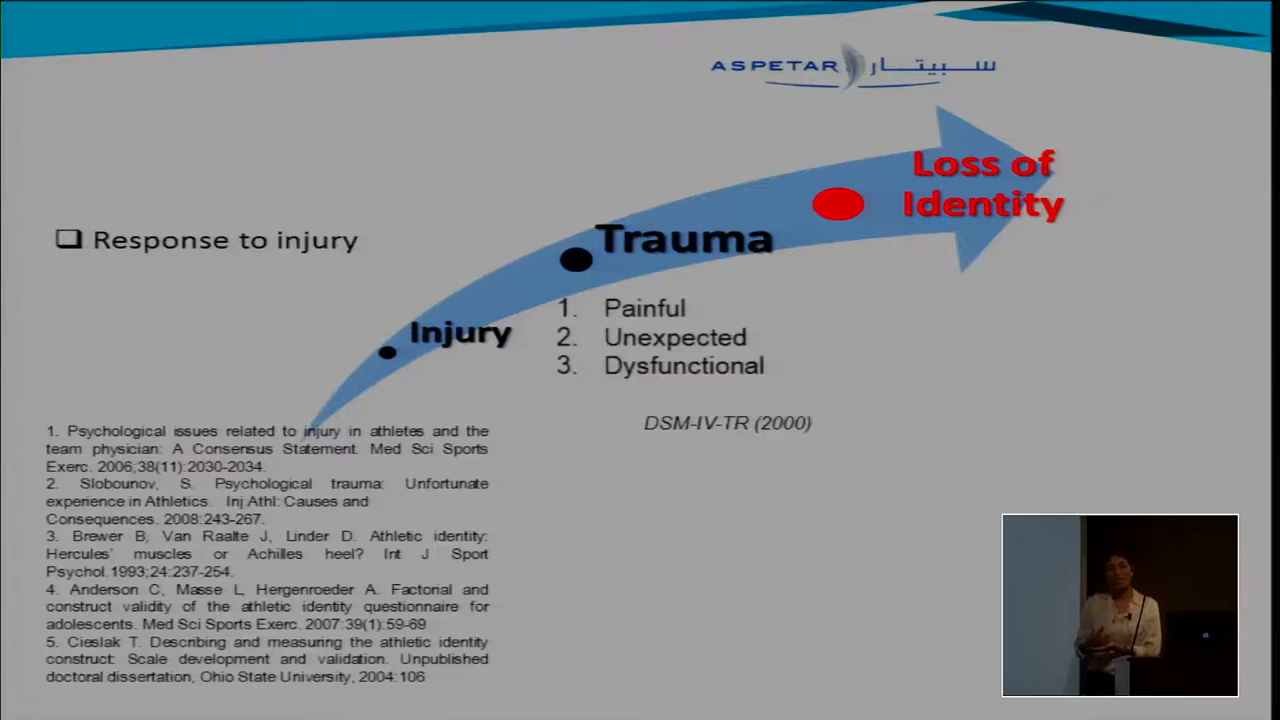 ASPETAR سبيتار
Loss of
Identity
❑ Response to injury
Trauma
Injury
1. Painful
2. Unexpected
3. Dysfunctional
DSM-IV-TR (2000)
1. Psychological issues related to injury in athletes and the
team physician: A Consensus Statement. Med Sci Sports
Exerc. 2006;38(11):2030-2034.
2. Slobounov, S. Psychological trauma: Unfortunate
experience in Athletics. Inj Athl: Causes and
Consequences. 2008:243-267.
3. Brewer B, Van Raalte J, Linder D. Athletic identity:
Hercules' muscles or Achilles heel? Int J Sport
Psychol.1993;24:237-254.
4. Anderson C, Masse L, Hergenroeder A. Factorial and
construct validity of the athletic identity questionnaire for
adolescents. Med Sci Sports Exerc. 2007:39(1):59-69
5. Cieslak T. Describing and measuring the athletic identity
construct: Scale development and validation. Unpublished
doctoral dissertation, Ohio State University, 2004:106